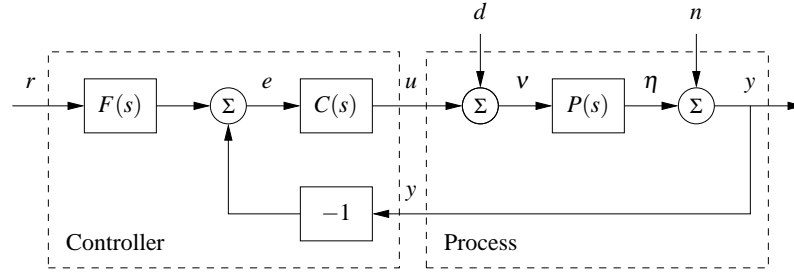 d
n
r
F(s)
Σ
e
C(s)
u
Σ
ν
P(s)
η
Σ
y
−1
y
Controller
Process